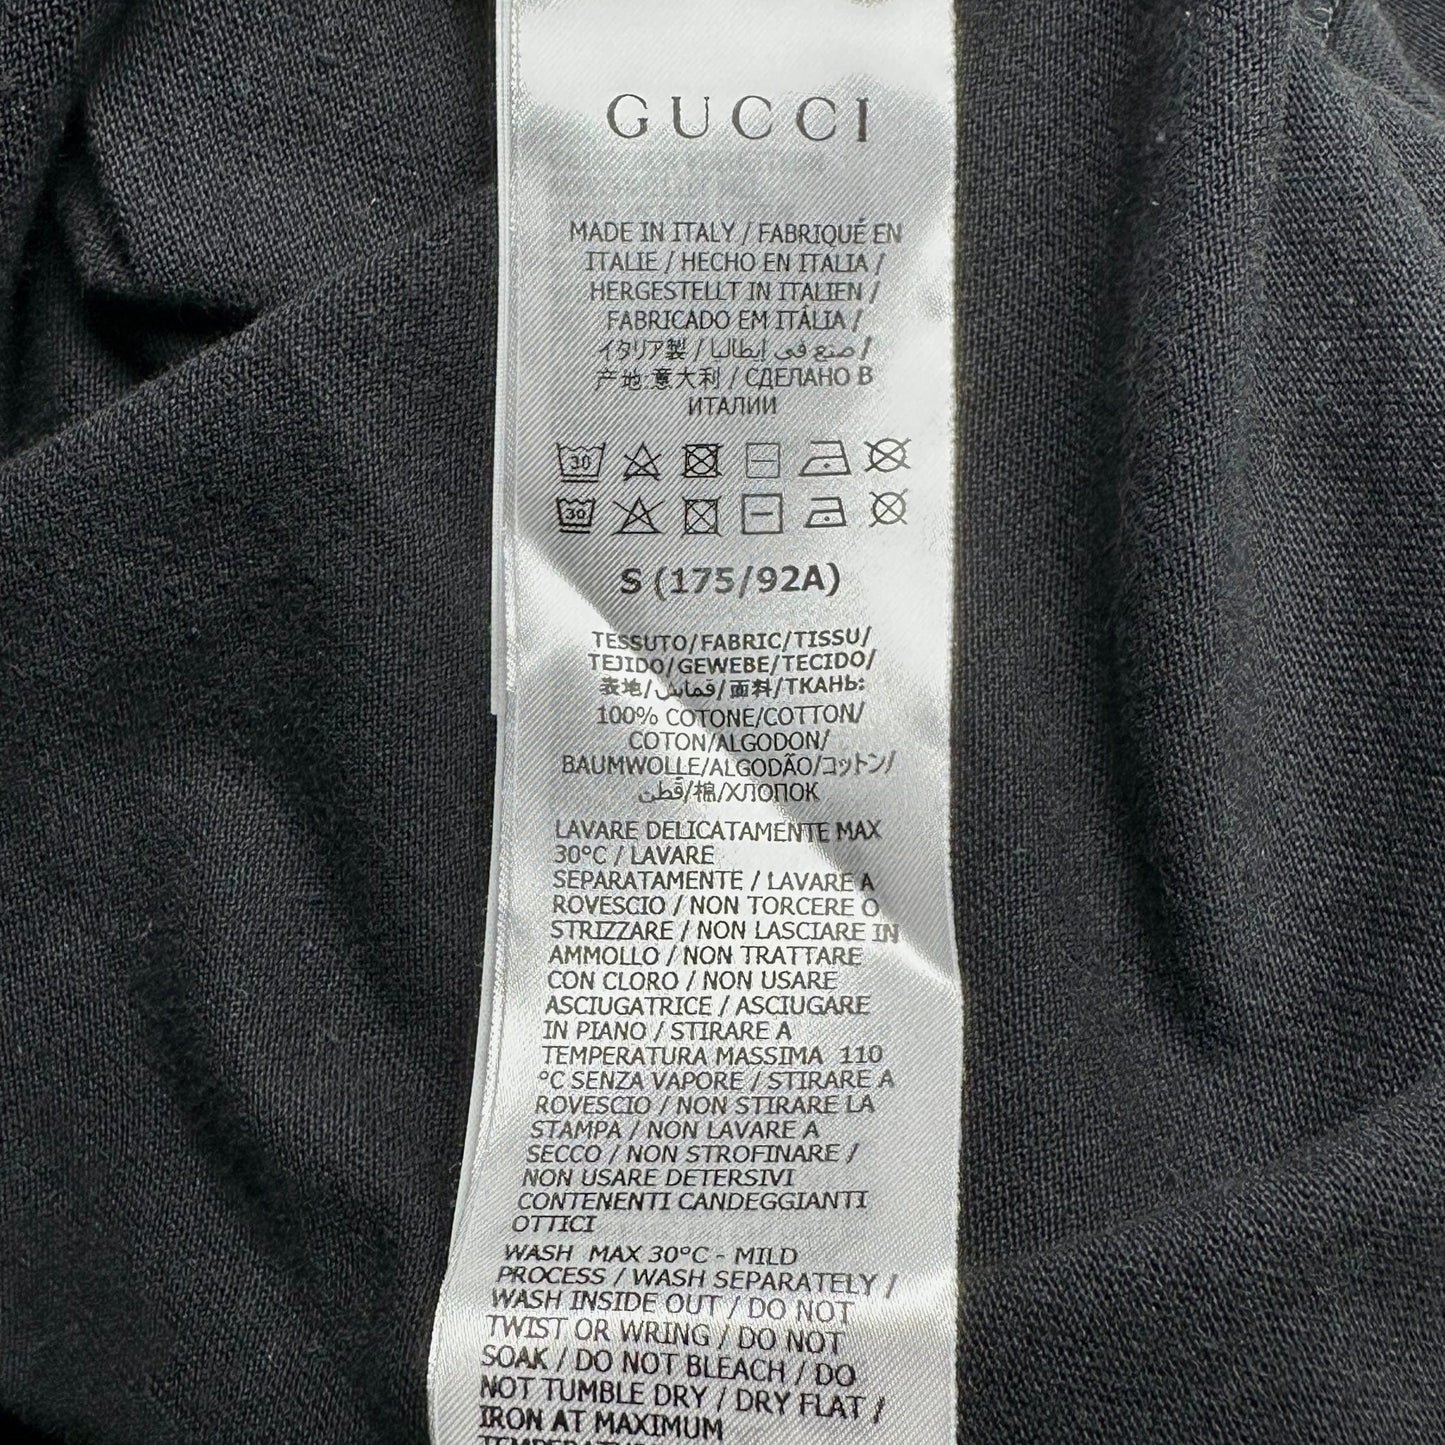 GUCCI
MADE IN ITALY / FABRIQUÉ EN
ITALIE / HECHO EN ITALIA /
HERGESTELLT IN ITALIEN /
FABRICADO EM ITÁLIA /
イタリア製 / صنع في إيطاليا /
产地:意大利 / СДЕЛАНО В
ИТАЛИИ
30
30
S (175/92A)
TESSUTO/FABRIC/TISSU/
TEJIDO/GEWEBE/TECIDO/
表地/قماش/面料/ТКАНЬ:
100% COTONE/COTTON/
COTON/ALGODON/
BAUMWOLLE/ALGODÃO/コットン/
قطن/棉/ХЛОПОК
LAVARE DELICATAMENTE MAX
30°C / LAVARE
SEPARATAMENTE / LAVARE A
ROVESCIO / NON TORCERE O
STRIZZARE / NON LASCIARE IN
AMMOLLO / NON TRATTARE
CON CLORO / NON USARE
ASCIUGATRICE / ASCIUGARE
IN PIANO / STIRARE A
TEMPERATURA MASSIMA 110
°C SENZA VAPORE / STIRARE A
ROVESCIO / NON STIRARE LA
STAMPA / NON LAVARE A
SECCO / NON STROFINARE /
NON USARE DETERSIVI
CONTENENTI CANDEGGIANTI
OTTICI
WASH MAX 30°C - MILD
PROCESS / WASH SEPARATELY /
WASH INSIDE OUT / DO NOT
TWIST OR WRING / DO NOT
SOAK / DO NOT BLEACH / DO
NOT TUMBLE DRY / DRY FLAT /
IRON AT MAXIMUM